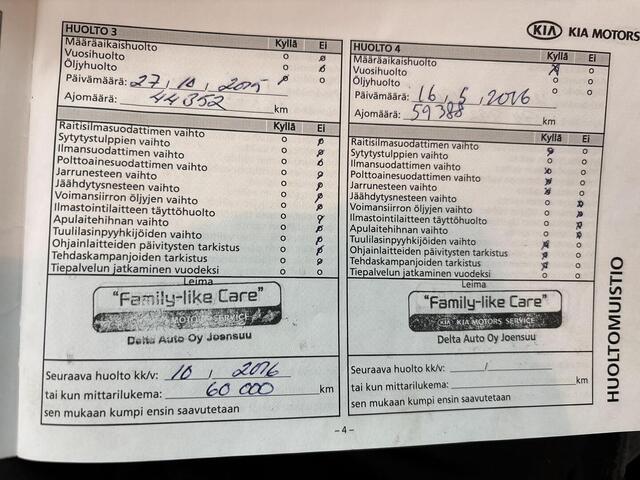 HUOLTO 3
Kyllä Ei
Määräaikaishuolto
Vuosihuolto
Öljyhuolto
Päivämäärä: 27, 10, 2015
Ajomäärä: 44352 km
Kyllä Ei
Raitisilmasuodattimen vaihto
Sytytystulppien vaihto
Ilmansuodattimen vaihto
Polttoainesuodattimen vaihto
Jarrunesteen vaihto
Jäähdytysnesteen vaihto
Voimansiirron öljyjen vaihto
Ilmastointilaitteen täyttöhuolto
Apulaitehihnan vaihto
Tuulilasinpyyhkijöiden vaihto
Ohjainlaitteiden päivitysten tarkistus
Tehdaskampanjoiden tarkistus
Tiepalvelun jatkaminen vuodeksi
Leima
"Family-like Care"
MOTORS SERVICE
Delta Auto Oy Joensuu
Seuraava huolto kk/v: 10, 2016
tai kun mittarilukema: 60 000 km
sen mukaan kumpi ensin saavutetaan
KIA KIA MOTORS
HUOLTO 4
Kyllä Ei
Määräaikaishuolto
Vuosihuolto
Öljyhuolto
Päivämäärä: 16, 5, 2016
Ajomäärä: 59388 km
Kyllä Ei
Raitisilmasuodattimen vaihto
Sytytystulppien vaihto
Ilmansuodattimen vaihto
Polttoainesuodattimen vaihto
Jarrunesteen vaihto
Jäähdytysnesteen vaihto
Voimansiirron öljyjen vaihto
Ilmastointilaitteen täyttöhuolto
Apulaitehihnan vaihto
Tuulilasinpyyhkijöiden vaihto
Ohjainlaitteiden päivitysten tarkistus
Tehdaskampanjoiden tarkistus
Tiepalvelun jatkaminen vuodeksi
Leima
"Family-like Care"
KIA KIA MOTORS SERVICE
Delta Auto Oy Joensuu
Seuraava huolto kk/v: /
tai kun mittarilukema: km
sen mukaan kumpi ensin saavutetaan
HUOLTOMUISTIO
– 4 –